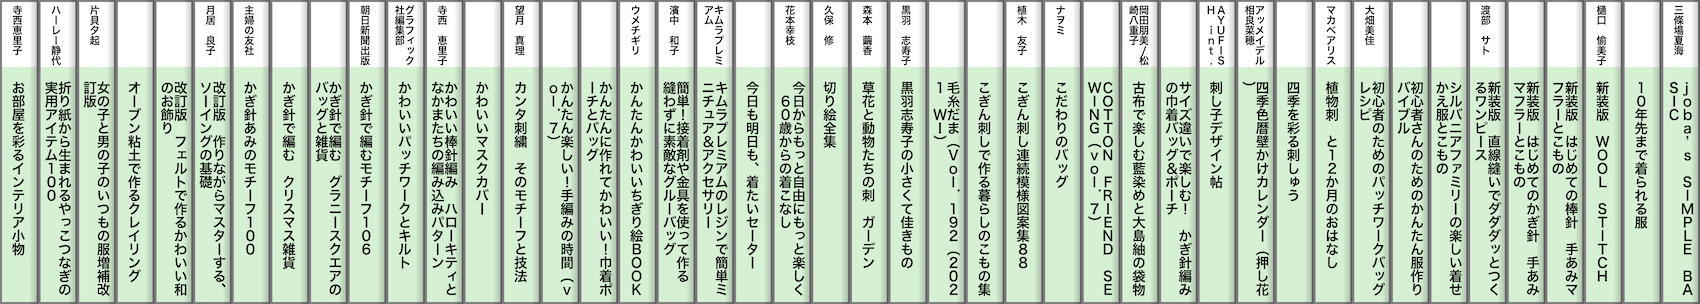 寺西恵里子
お部屋を彩るインテリア小物
ハーレー静代
折り紙から生まれるやっこつなぎの
実用アイテム１００
片貝夕起
女の子と男の子のいつもの服増補改
訂版
オーブン粘土で作るクレイリング
改訂版　フェルトで作るかわいい和
のお飾り
月居　良子
改訂版　作りながらマスターする、
ソーイングの基礎
主婦の友社
かぎ針あみのモチーフ１００
かぎ針で編む　クリスマス雑貨
かぎ針で編む　グラニースクエアの
バッグと雑貨
朝日新聞出版
かぎ針で編むモチーフ１０６
グラフィック
社編集部
かわいいパッチワークとキルト
寺西　恵里子
かわいい棒針編み　ハローキティと
なかまたちの編み込みパターン
かわいいマスクカバー
望月　真理
カンタ刺繍　そのモチーフと技法
かんたん楽しい！手編みの時間（ｖ
ｏｌ．７）
かんたんに作れてかわいい！巾着ポ
ーチとバッグ
ウメチギリ
かんたんかわいいちぎり絵ＢＯＯＫ
濱中　和子
簡単！接着剤や金具を使って作る
縫わずに素敵なグルーバッグ
キムラプレミ
アム
キムラプレミアムのレジンで簡単ミ
ニチュア＆アクセサリー
今日も明日も、着たいセーター
花本幸枝
今日からもっと自由にもっと楽しく
６０歳からの着こなし
久保　修
切り絵全集
森本　繭香
草花と動物たちの刺　ガーデン
黒羽　志寿子
黒羽志寿子の小さくて佳きもの
毛糸だま（Ｖｏｌ．１９２（２０２
１　ＷＩ）
こぎん刺しで作る暮らしのこもの集
植木　友子
こぎん刺し連続模様図案集８８
ナヲミ
こだわりのバッグ
ＣＯＴＴＯＮ　ＦＲＩＥＮＤ　ＳＥ
ＷＩＮＧ（ｖｏｌ．７）
岡田朋美／松
崎八重子
古布で楽しむ藍染めと大島紬の袋物
サイズ違いで楽しむ！　かぎ針編み
の巾着バッグ＆ポーチ
ＡＹＵＦＩＳ
Ｈ　ｉｎｔ．
刺し子デザイン帖
アッメイデル
相良菜穂
四季色暦壁かけカレンダー（押し花
）
四季を彩る刺しゅう
マカベアリス
植物刺　と１２か月のおはなし
大畑美佳
初心者のためのパッチワークバッグ
レシピ
初心者さんのためのかんたん服作り
バイブル
シルバニアファミリーの楽しい着せ
かえ服とこもの
渡部　サト
新装版　直線縫いでダダダッとつく
るワンピース
新装版　はじめてのかぎ針　手あみ
マフラーとこもの
新装版　はじめての棒針　手あみマ
フラーとこもの
樋口　愉美子
新装版　ＷＯＯＬ　ＳＴＩＴＣＨ
１０年先まで着られる服
三條場夏海
ｊｏｂａ’ｓ　ＳＩＭＰＬＥ　ＢＡ
ＳＩＣ